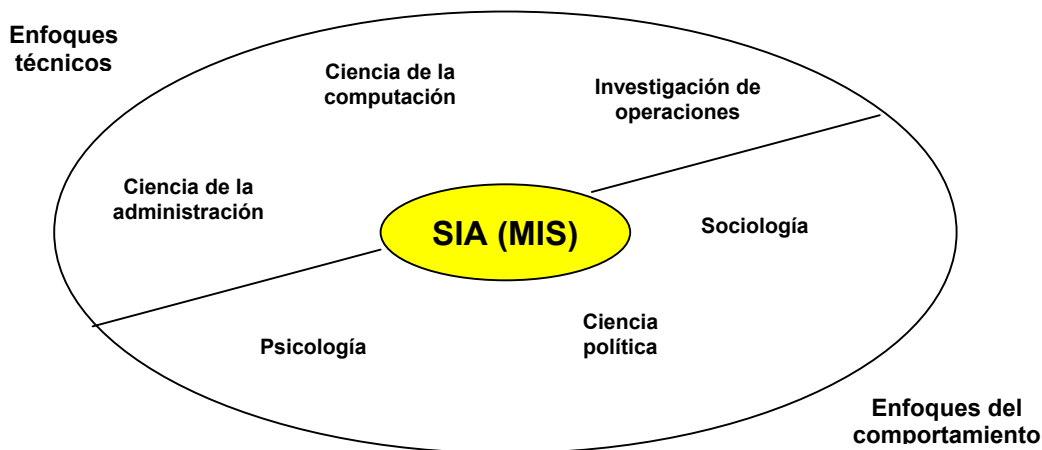 Enfoques
técnicos
Ciencia de la
computación
Investigación de
operaciones
Ciencia de la
administración
SIA (MIS)
Sociología
Psicología
Ciencia
política
Enfoques del
comportamiento